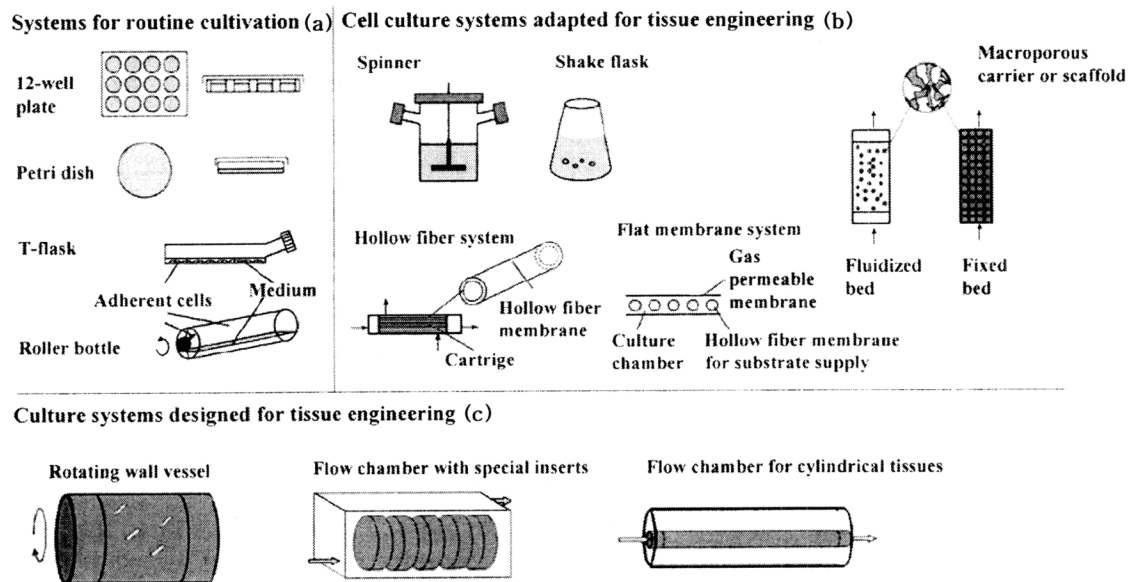 Systems for routine cultivation (a)
12-well
plate
Petri dish
T-flask
Adherent cells
Medium
Roller bottle
Cell culture systems adapted for tissue engineering (b)
Spinner
Shake flask
Macroporous
carrier or scaffold
Fluidized
bed
Fixed
bed
Hollow fiber system
Hollow fiber
membrane
Cartrige
Flat membrane system
Gas
permeable
membrane
Culture
chamber
Hollow fiber membrane
for substrate supply
Culture systems designed for tissue engineering (c)
Rotating wall vessel
Flow chamber with special inserts
Flow chamber for cylindrical tissues